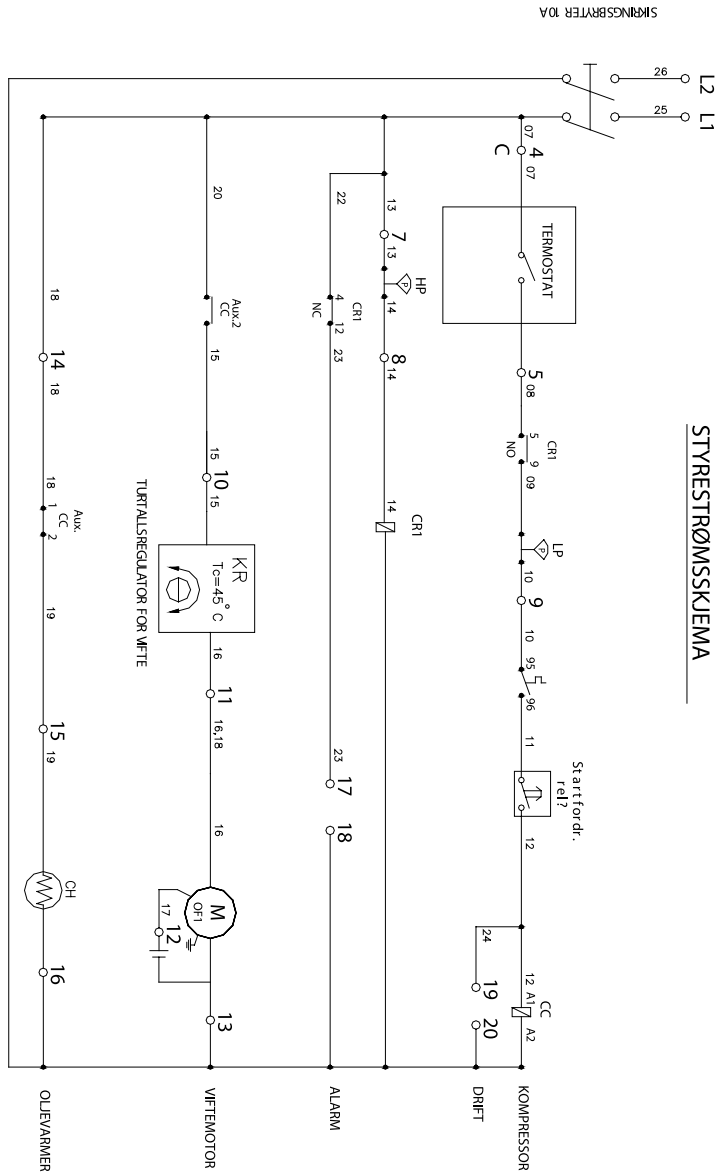 STYRESTRØMSSKJEMA
SIKRINGSBRYTER 10A
L2
26
L1
25
07
4
C
07
TERMOSTAT
5
08
CR1
5
9
NO
09
LP
P
10
9
10
95
96
11
Startfordr.
rel?
12
12
A1
CC
A2
KOMPRESSOR
24
19
20
DRIFT
13
7
13
HP
P
14
8
14
14
CR1
22
CR1
4
12
NC
23
23
17
18
ALARM
20
Aux.2
CC
15
15
10
15
KR
Tc=45°C
TURTALLSREGULATOR FOR VIFTE
16
11
16,18
16
M
OF1
17
12
13
VIFTEMOTOR
18
14
18
18
Aux.
1
CC
2
19
15
19
CH
16
OLJEVARMER